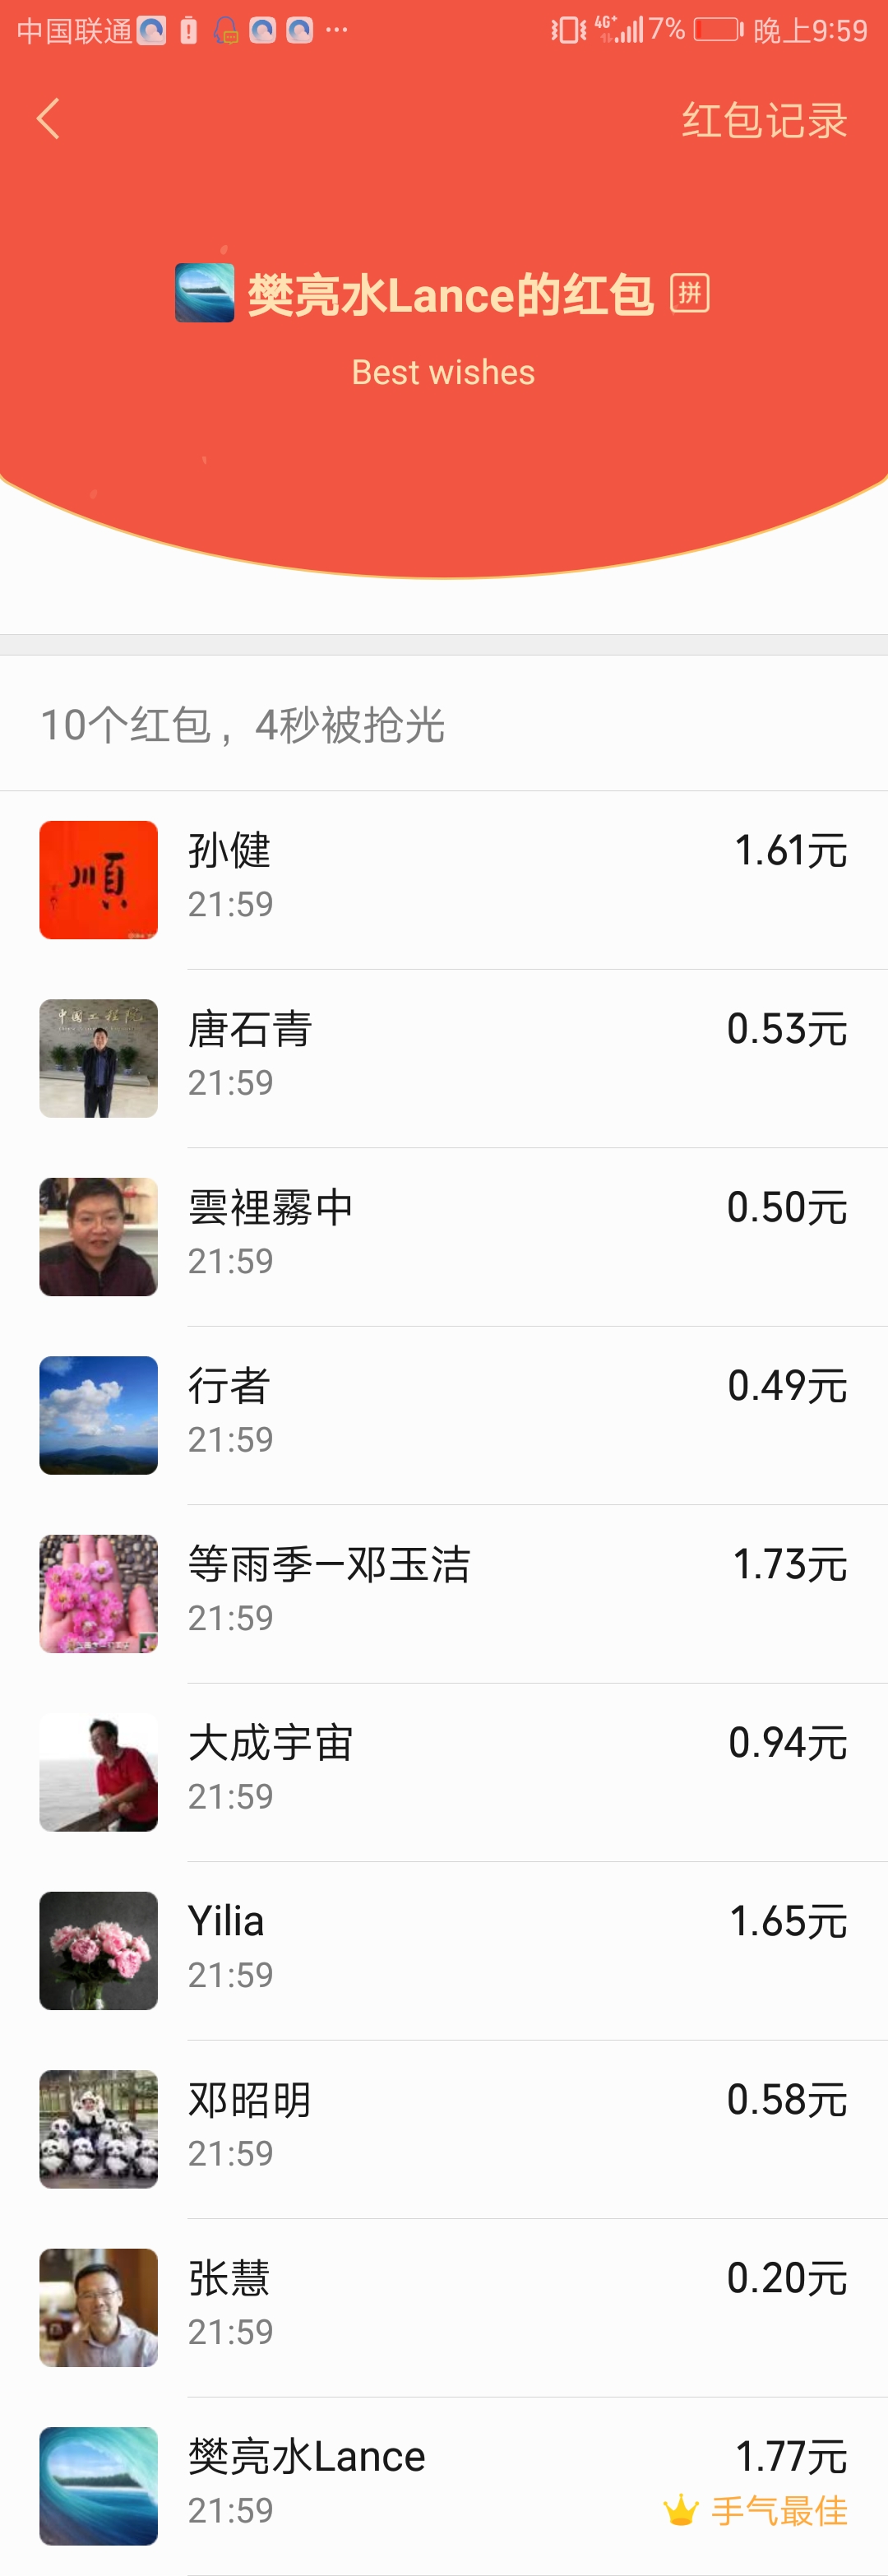 中国联通 4G+ 7% 晚上9:59
红包记录
樊亮水Lance的红包 拼
Best wishes
10个红包，4秒被抢光
順
孙健 1.61元
21:59
中國工程院
唐石青 0.53元
21:59
雲裡霧中 0.50元
21:59
行者 0.49元
21:59
等雨季—邓玉洁 1.73元
21:59
大成宇宙 0.94元
21:59
Yilia 1.65元
21:59
邓昭明 0.58元
21:59
张慧 0.20元
21:59
樊亮水Lance 1.77元
21:59 手气最佳